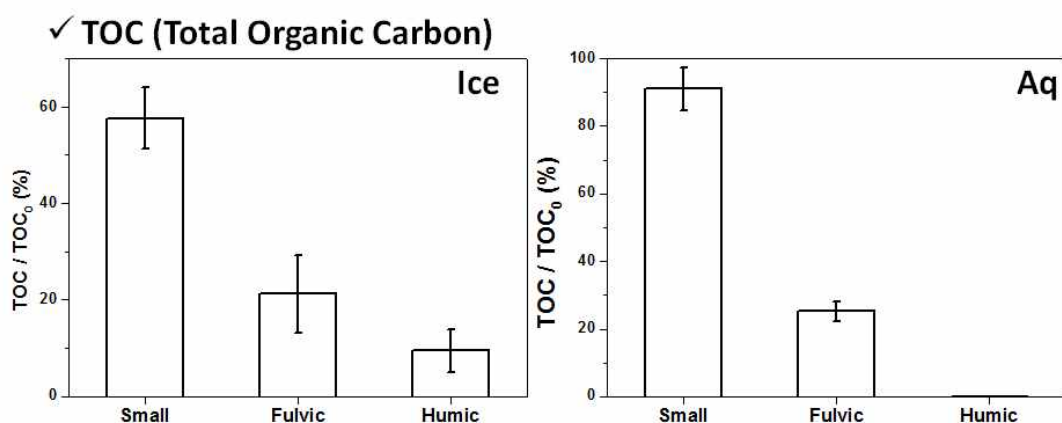 ✓ TOC (Total Organic Carbon)
Ice
TOC / TOC₀ (%)
60
40
20
0
Small Fulvic Humic
Aq
TOC / TOC₀ (%)
100
80
60
40
20
0
Small Fulvic Humic